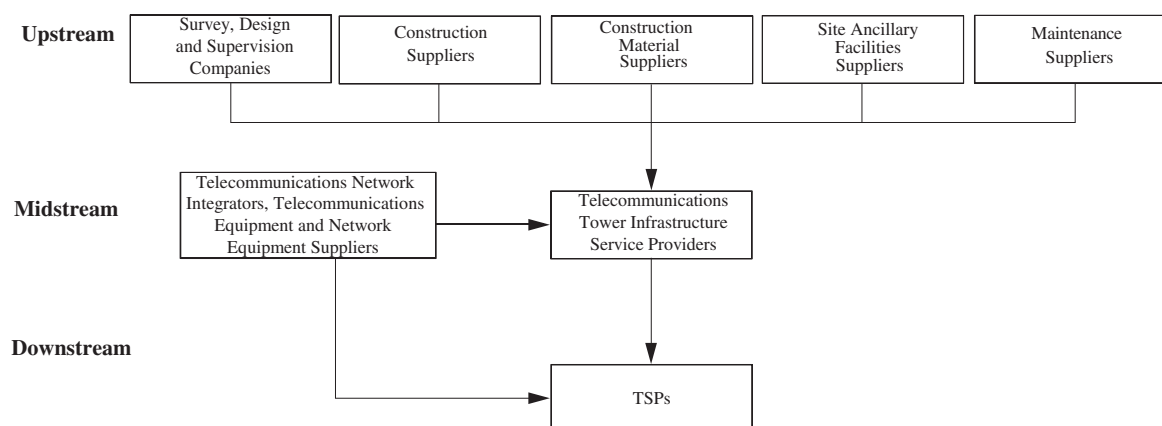 Upstream
Survey, Design
and Supervision
Companies
Construction
Suppliers
Construction
Material
Suppliers
Site Ancillary
Facilities
Suppliers
Maintenance
Suppliers
Midstream
Telecommunications Network
Integrators, Telecommunications
Equipment and Network
Equipment Suppliers
Telecommunications
Tower Infrastructure
Service Providers
Downstream
TSPs